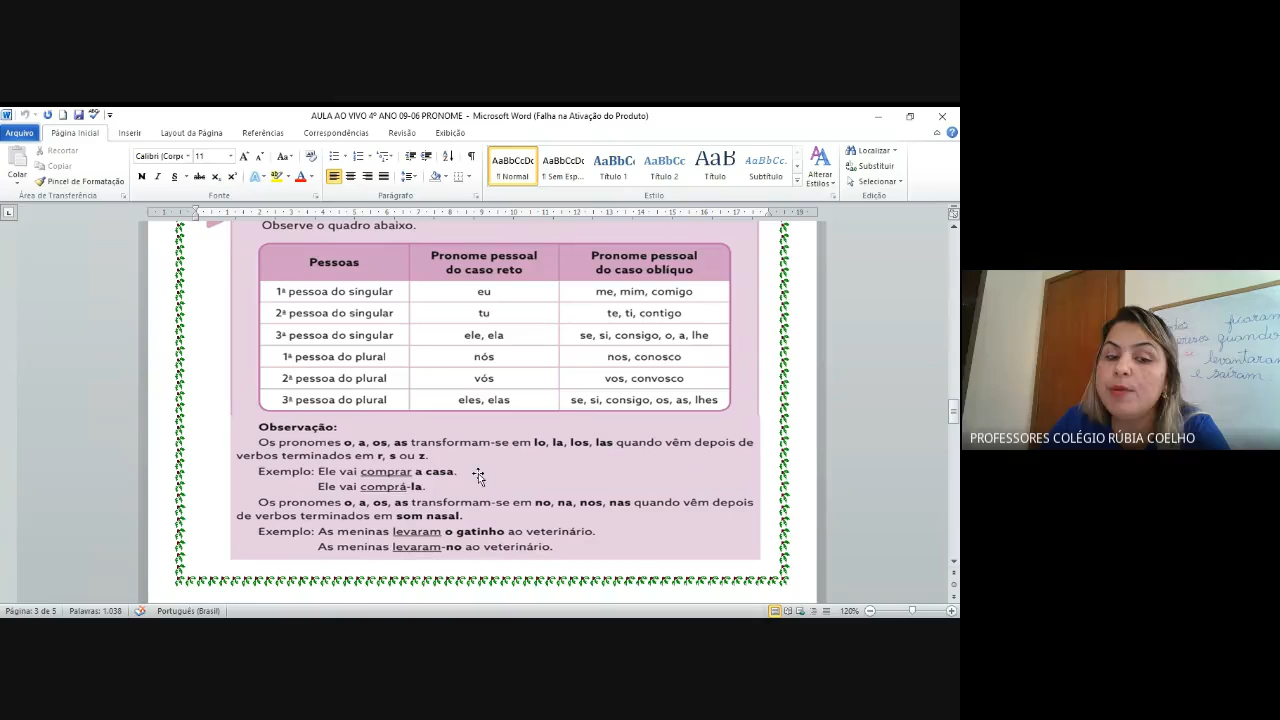 AULA AO VIVO 4º ANO 09-06 PRONOME - Microsoft Word (Falha na Ativação do Produto)
Arquivo Página Inicial Inserir Layout da Página Referências Correspondências Revisão Exibição
Recortar
Copiar
Pincel de Formatação
Colar
Área de Transferência
Calibri (Corpo 11
Fonte
Parágrafo
AaBbCcDc AaBbCcDc AaBbCc AaBbCc AaB AaBbCc.
¶ Normal ¶ Sem Esp... Título 1 Título 2 Título Subtítulo
Alterar Estilos
Estilo
Localizar
Substituir
Selecionar
Edição
Observe o quadro abaixo.
Pessoas Pronome pessoal do caso reto Pronome pessoal do caso oblíquo
1ª pessoa do singular eu me, mim, comigo
2ª pessoa do singular tu te, ti, contigo
3ª pessoa do singular ele, ela se, si, consigo, o, a, lhe
1ª pessoa do plural nós nos, conosco
2ª pessoa do plural vós vos, convosco
3ª pessoa do plural eles, elas se, si, consigo, os, as, lhes
Observação:
Os pronomes o, a, os, as transformam-se em lo, la, los, las quando vêm depois de
verbos terminados em r, s ou z.
Exemplo: Ele vai comprar a casa.
Ele vai comprá-la.
Os pronomes o, a, os, as transformam-se em no, na, nos, nas quando vêm depois
de verbos terminados em som nasal.
Exemplo: As meninas levaram o gatinho ao veterinário.
As meninas levaram-no ao veterinário.
Página: 3 de 5 Palavras: 1.038 Português (Brasil) 120%
ficaram
quando
levantaram
e sairam
PROFESSORES COLÉGIO RÚBIA COELHO